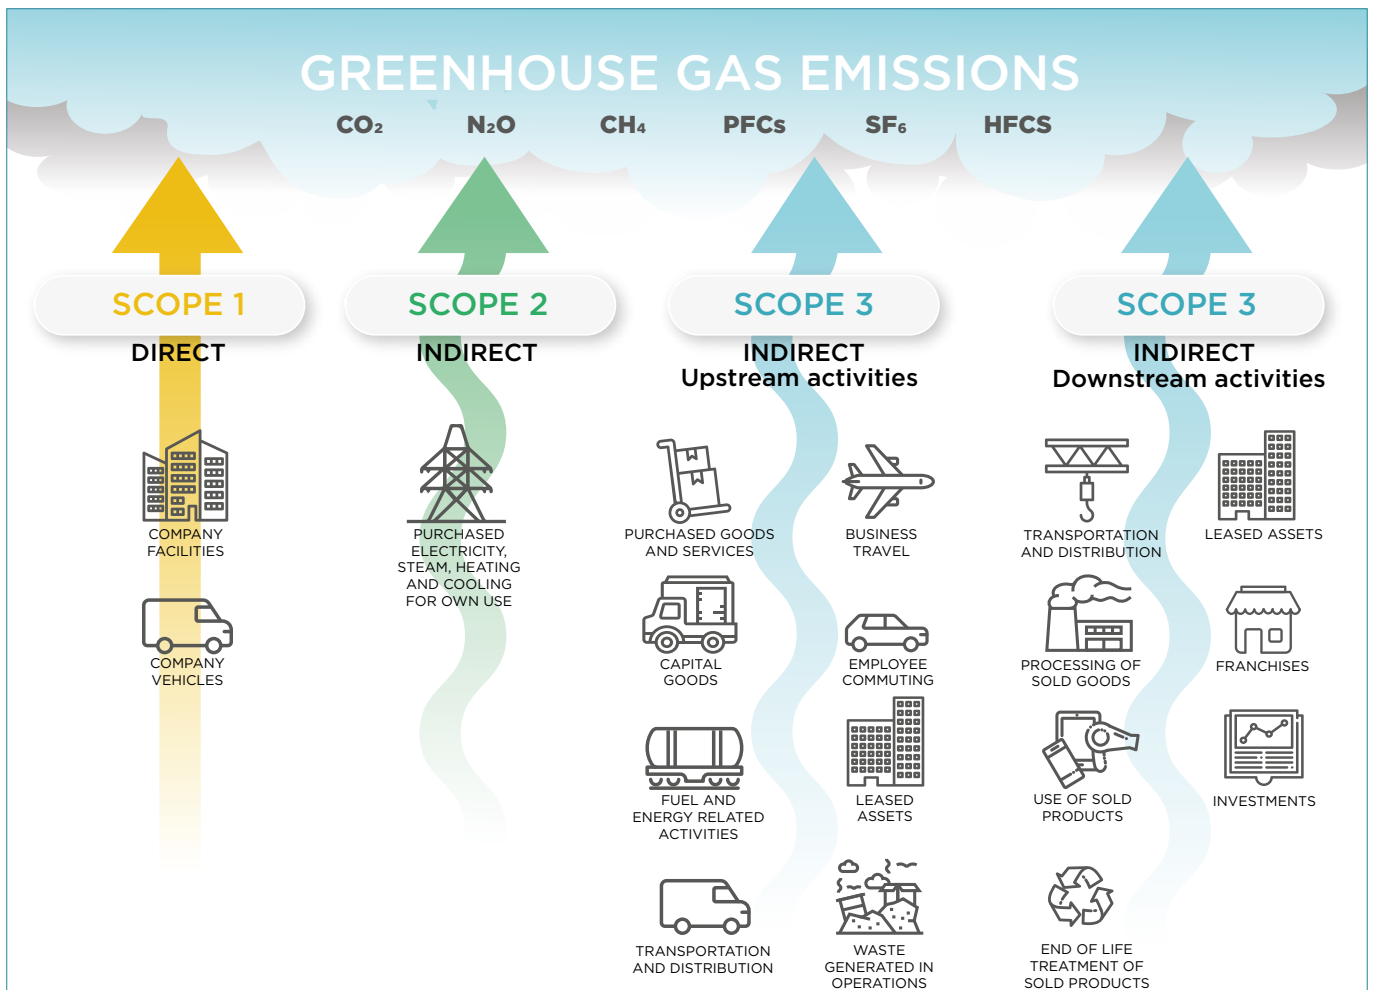 GREENHOUSE GAS EMISSIONS
CO₂ N₂O CH₄ PFCs SF₆ HFCS
SCOPE 1
DIRECT
COMPANY
FACILITIES
COMPANY
VEHICLES
SCOPE 2
INDIRECT
PURCHASED
ELECTRICITY,
STEAM, HEATING
AND COOLING
FOR OWN USE
SCOPE 3
INDIRECT
Upstream activities
PURCHASED GOODS
AND SERVICES
BUSINESS
TRAVEL
CAPITAL
GOODS
EMPLOYEE
COMMUTING
FUEL AND
ENERGY RELATED
ACTIVITIES
LEASED
ASSETS
TRANSPORTATION
AND DISTRIBUTION
WASTE
GENERATED IN
OPERATIONS
SCOPE 3
INDIRECT
Downstream activities
TRANSPORTATION
AND DISTRIBUTION
LEASED ASSETS
PROCESSING OF
SOLD GOODS
FRANCHISES
USE OF SOLD
PRODUCTS
INVESTMENTS
END OF LIFE
TREATMENT OF
SOLD PRODUCTS